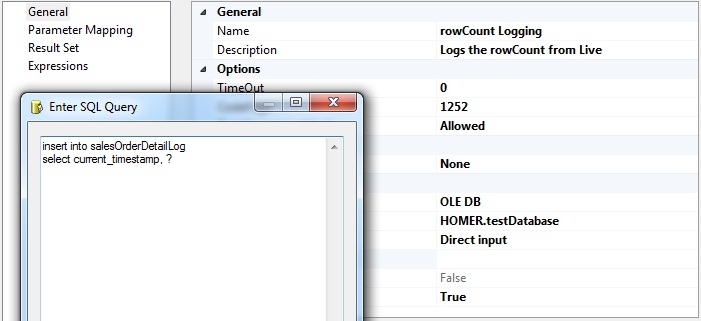 General
Parameter Mapping
Result Set
Expressions
General
Name rowCount Logging
Description Logs the rowCount from Live
Options
TimeOut 0
1252
Allowed
None
OLE DB
HOMER.testDatabase
Direct input
False
True
Enter SQL Query
insert into salesOrderDetailLog
select current_timestamp, ?